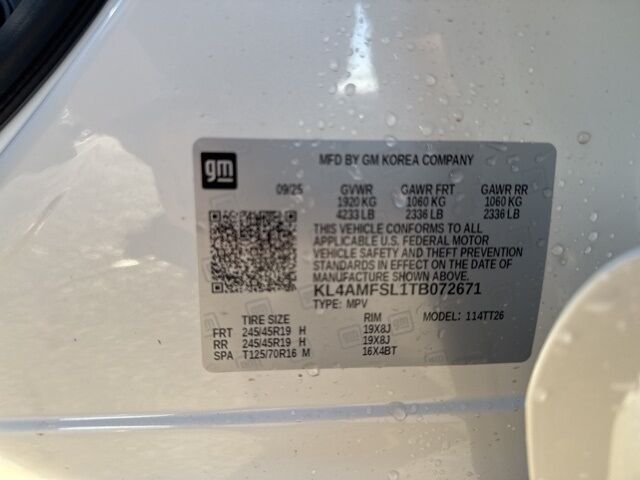 gm
MFD BY GM KOREA COMPANY
09/25 GVWR GAWR FRT GAWR RR
1920 KG 1060 KG 1060 KG
4233 LB 2336 LB 2336 LB
THIS VEHICLE CONFORMS TO ALL
APPLICABLE U.S. FEDERAL MOTOR
VEHICLE SAFETY AND THEFT PREVENTION
STANDARDS IN EFFECT ON THE DATE OF
MANUFACTURE SHOWN ABOVE.
KL4AMFSL1TB072671
TYPE: MPV
TIRE SIZE RIM MODEL: 114TT26
FRT 245/45R19 H 19X8J
RR 245/45R19 H 19X8J
SPA T125/70R16 M 16X4BT